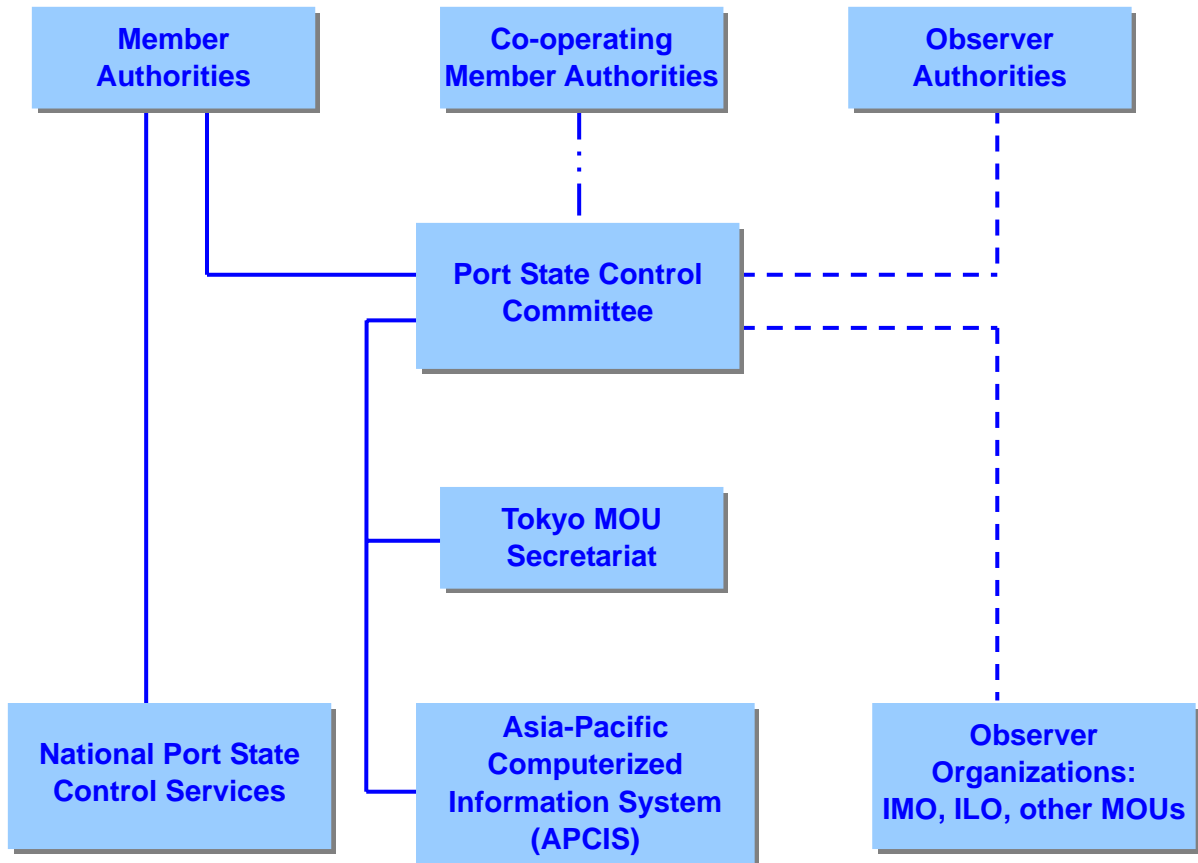 Member
Authorities
Co-operating
Member Authorities
Observer
Authorities
Port State Control
Committee
Tokyo MOU
Secretariat
National Port State
Control Services
Asia-Pacific
Computerized
Information System
(APCIS)
Observer
Organizations:
IMO, ILO, other MOUs